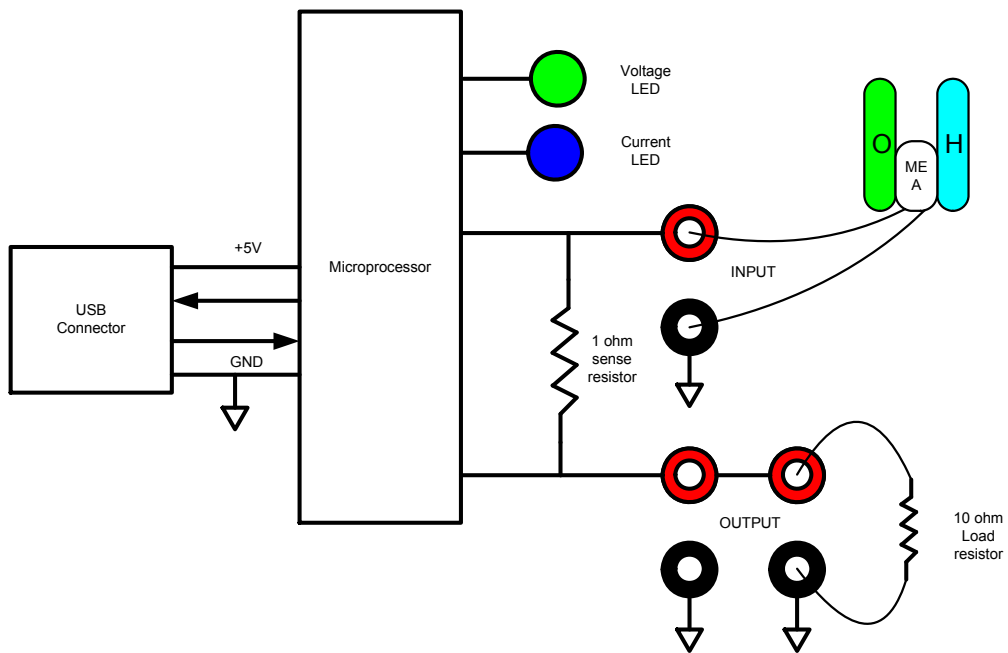 Voltage
LED
Current
LED
O
H
ME
A
+5V
Microprocessor
INPUT
USB
Connector
GND
1 ohm
sense
resistor
OUTPUT
10 ohm
Load
resistor